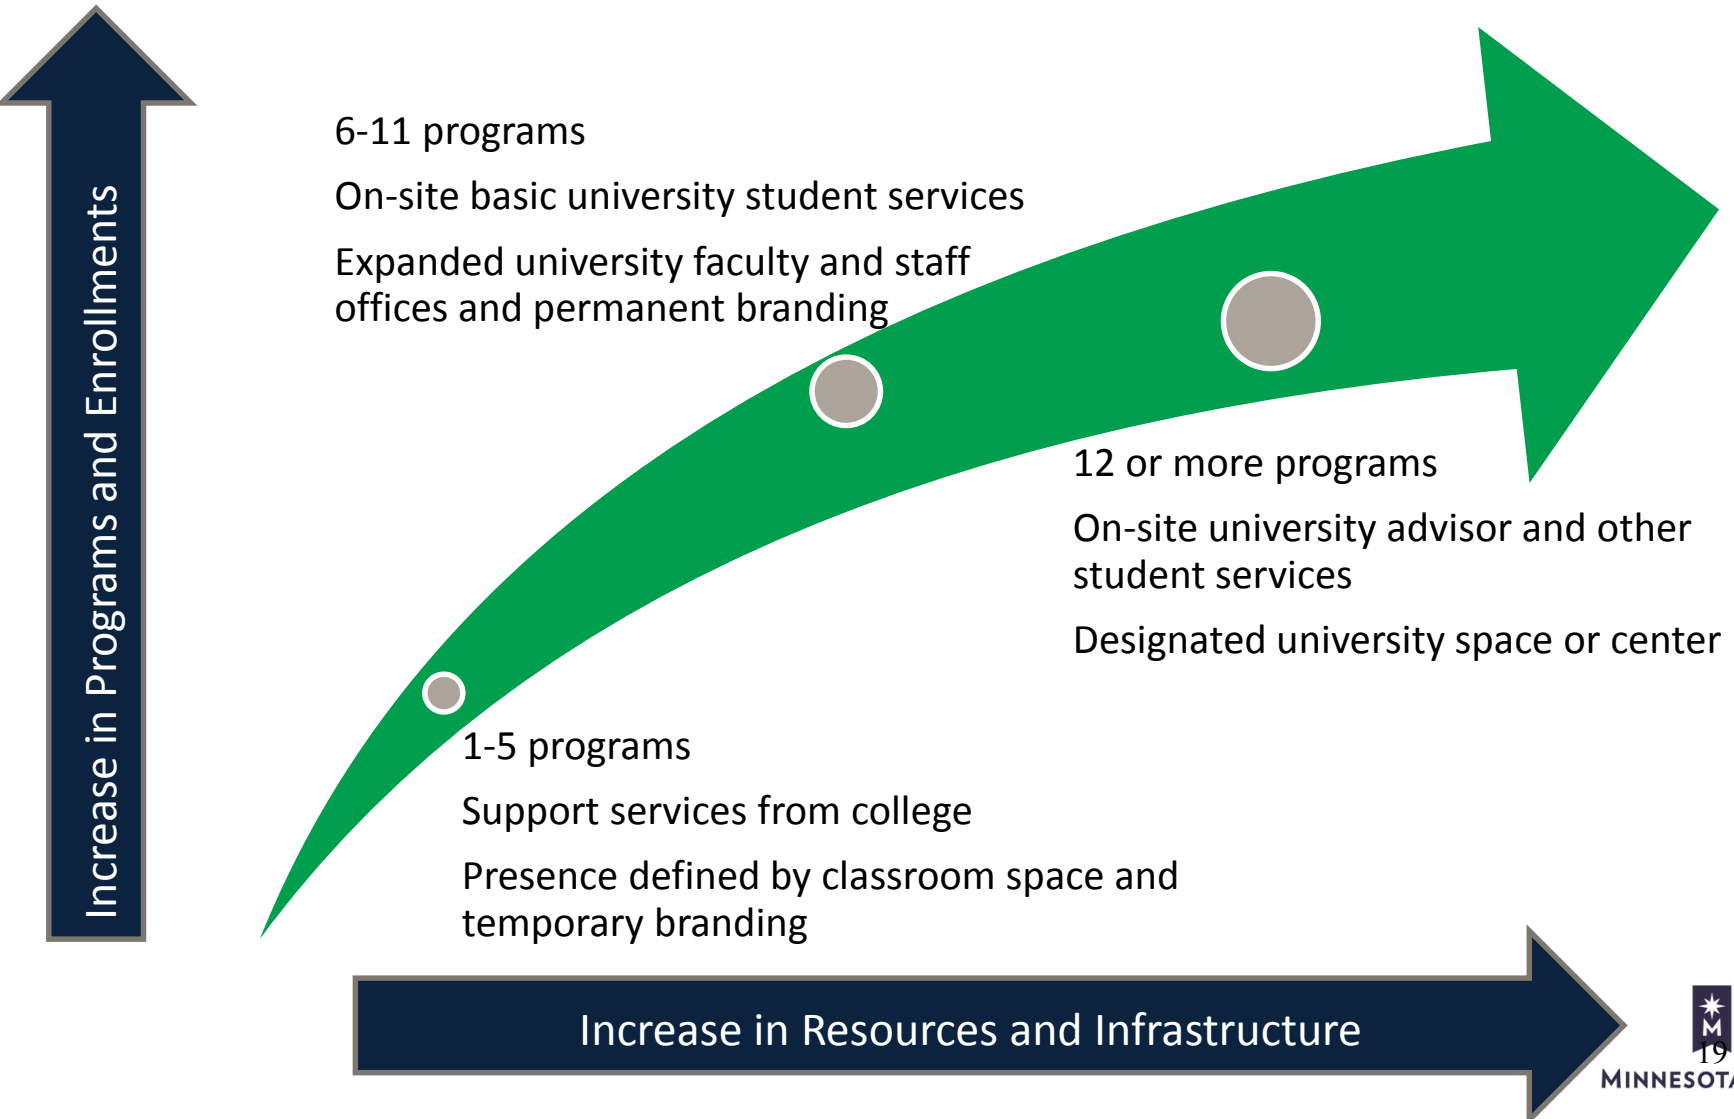 Increase in Programs and Enrollments
6-11 programs
On-site basic university student services
Expanded university faculty and staff
offices and permanent branding
12 or more programs
On-site university advisor and other
student services
Designated university space or center
1-5 programs
Support services from college
Presence defined by classroom space and
temporary branding
Increase in Resources and Infrastructure
M
19
MINNESOTA